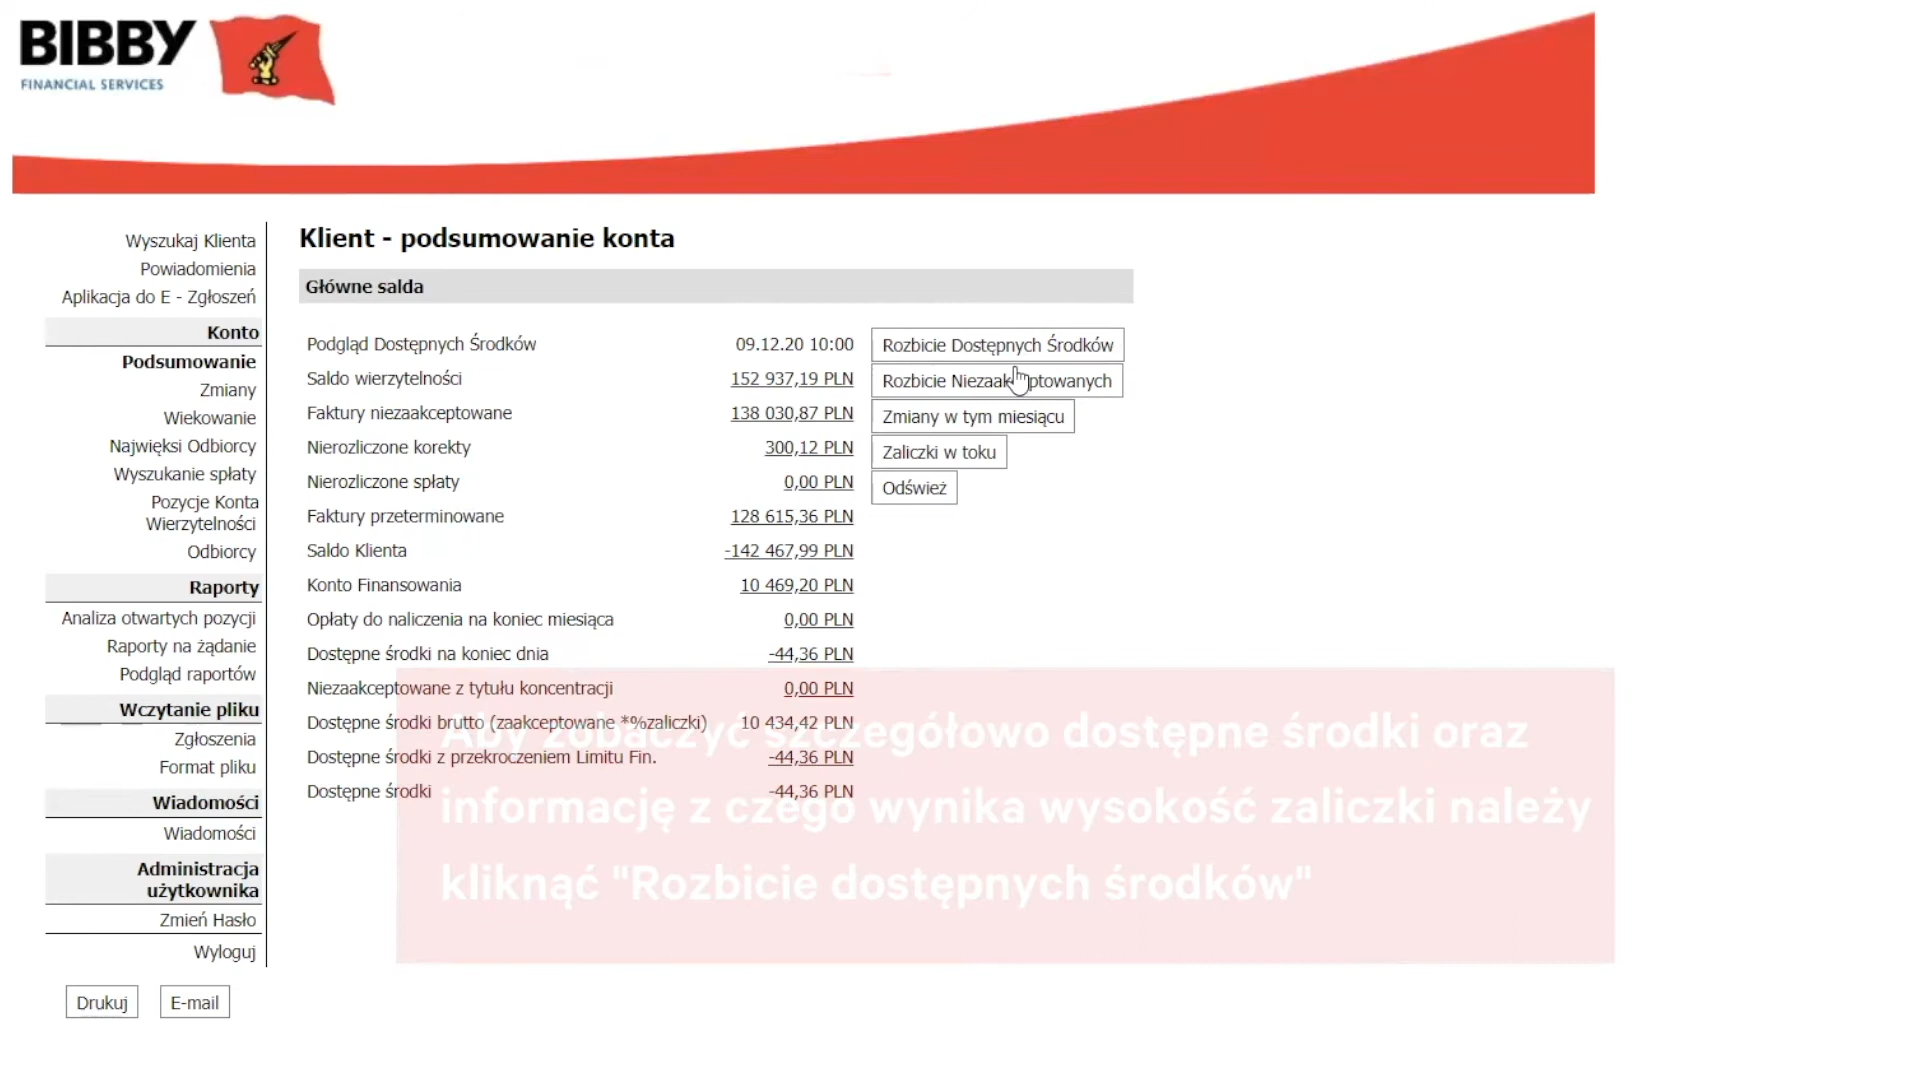 BIBBY
FINANCIAL SERVICES
Wyszukaj Klienta
Powiadomienia
Aplikacja do E - Zgłoszeń
Konto
Podsumowanie
Zmiany
Wiekowanie
Najwięksi Odbiorcy
Wyszukanie spłaty
Pozycje Konta
Wierzytelności
Odbiorcy
Raporty
Analiza otwartych pozycji
Raporty na żądanie
Podgląd raportów
Wczytanie pliku
Zgłoszenia
Format pliku
Wiadomości
Wiadomości
Administracja
użytkownika
Zmień Hasło
Wyloguj
Drukuj E-mail
Klient - podsumowanie konta
Główne salda
Podgląd Dostępnych Środków 09.12.20 10:00
Saldo wierzytelności 152 937,19 PLN
Faktury niezaakceptowane 138 030,87 PLN
Nierozliczone korekty 300,12 PLN
Nierozliczone spłaty 0,00 PLN
Faktury przeterminowane 128 615,36 PLN
Saldo Klienta -142 467,99 PLN
Konto Finansowania 10 469,20 PLN
Opłaty do naliczenia na koniec miesiąca 0,00 PLN
Dostępne środki na koniec dnia -44,36 PLN
Niezaakceptowane z tytułu koncentracji 0,00 PLN
Dostępne środki brutto (zaakceptowane *%zaliczki) 10 434,42 PLN
Dostępne środki z przekroczeniem Limitu Fin. -44,36 PLN
Dostępne środki -44,36 PLN
Rozbicie Dostępnych Środków
Rozbicie Niezaakceptowanych
Zmiany w tym miesiącu
Zaliczki w toku
Odśwież
Aby zobaczyć szczegółowo dostępne środki oraz
informację z czego wynika wysokość zaliczki należy
kliknąć "Rozbicie dostępnych środków"